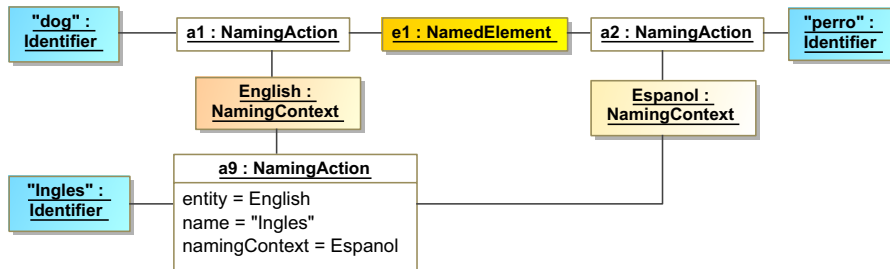 "dog" :
Identifier
a1 : NamingAction
e1 : NamedElement
a2 : NamingAction
"perro" :
Identifier
English :
NamingContext
Espanol :
NamingContext
a9 : NamingAction
"Ingles" :
Identifier
entity = English
name = "Ingles"
namingContext = Espanol